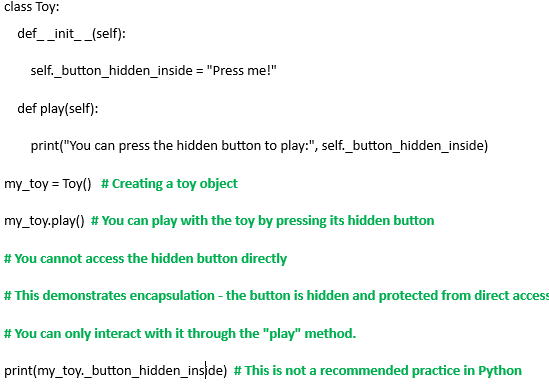 class Toy:
def_ _init_ _(self):
self._button_hidden_inside = "Press me!"
def play(self):
print("You can press the hidden button to play:", self._button_hidden_inside)
my_toy = Toy()   # Creating a toy object
my_toy.play()  # You can play with the toy by pressing its hidden button
# You cannot access the hidden button directly
# This demonstrates encapsulation - the button is hidden and protected from direct access
# You can only interact with it through the "play" method.
print(my_toy._button_hidden_inside)  # This is not a recommended practice in Python